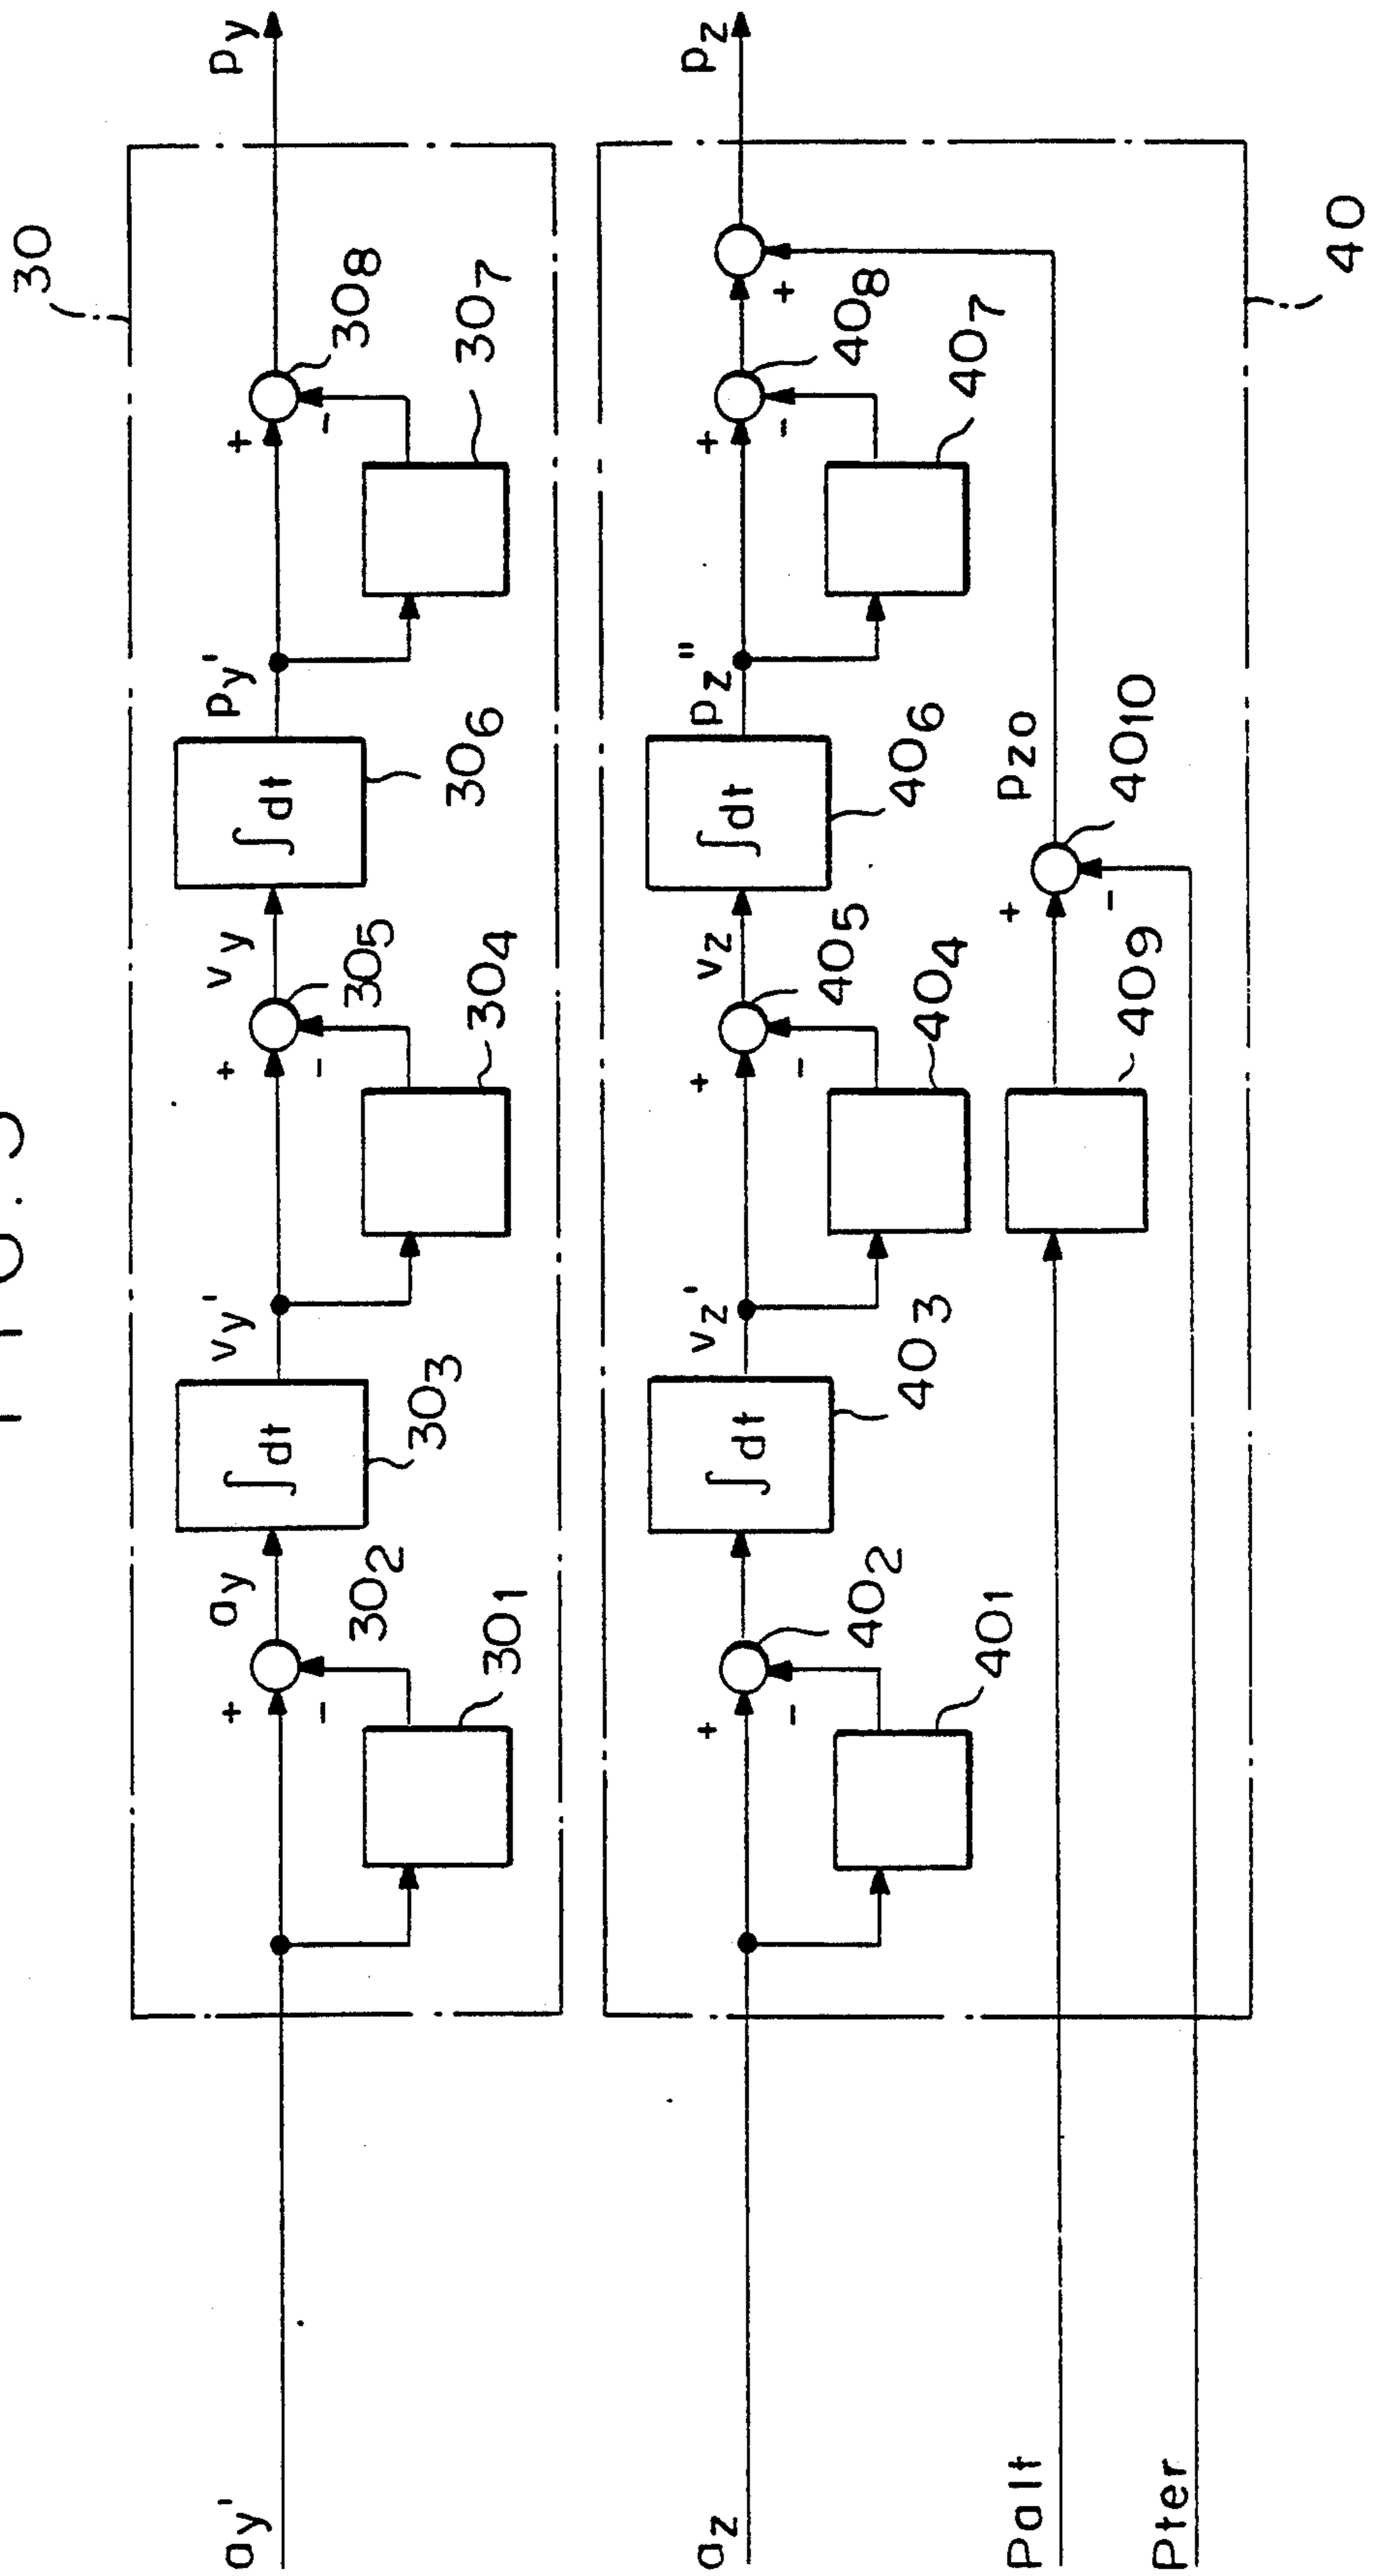 30
ay'
+
-
301
302
ay
∫dt
303
vy'
+
-
304
305
vy
∫dt
306
py'
+
-
307
308
py
40
az
+
-
401
402
∫dt
403
vz'
+
-
404
405
vz
∫dt
406
pz"
+
-
407
408
+
pz
Palt
409
+
-
4010
pzo
Pter